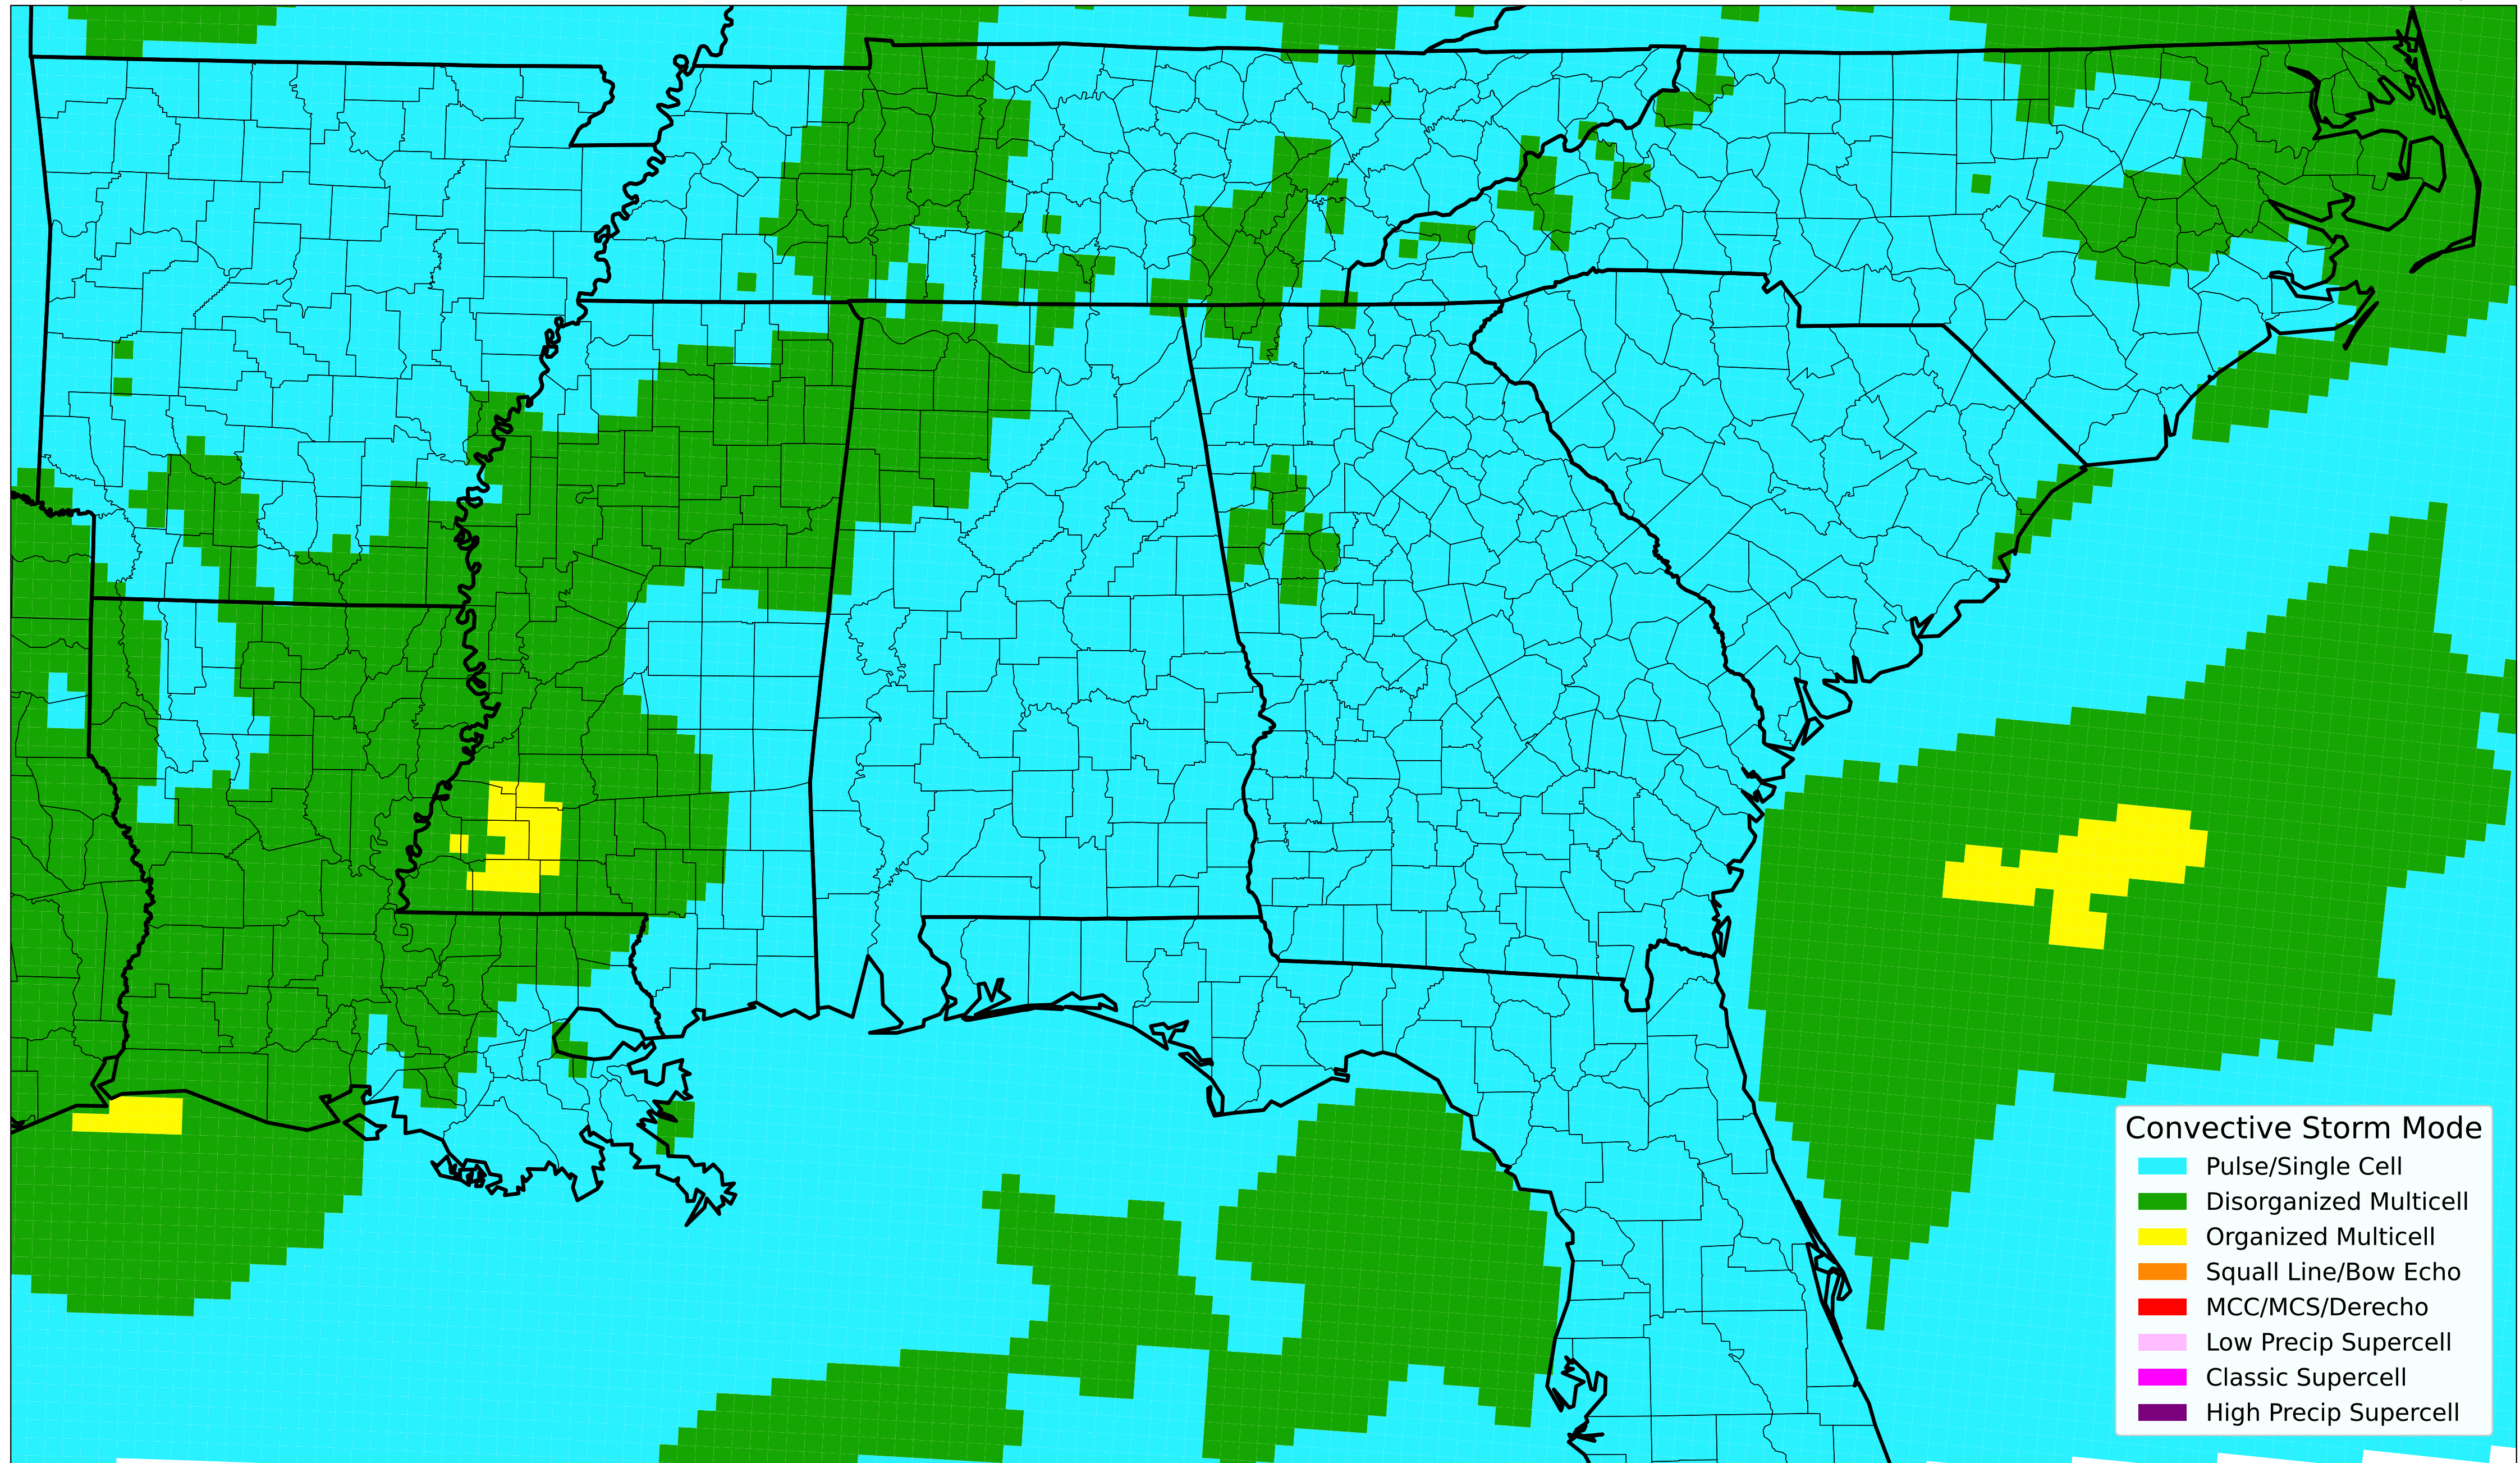 Convective Storm Mode
Pulse/Single Cell
Disorganized Multicell
Organized Multicell
Squall Line/Bow Echo
MCC/MCS/Derecho
Low Precip Supercell
Classic Supercell
High Precip Supercell